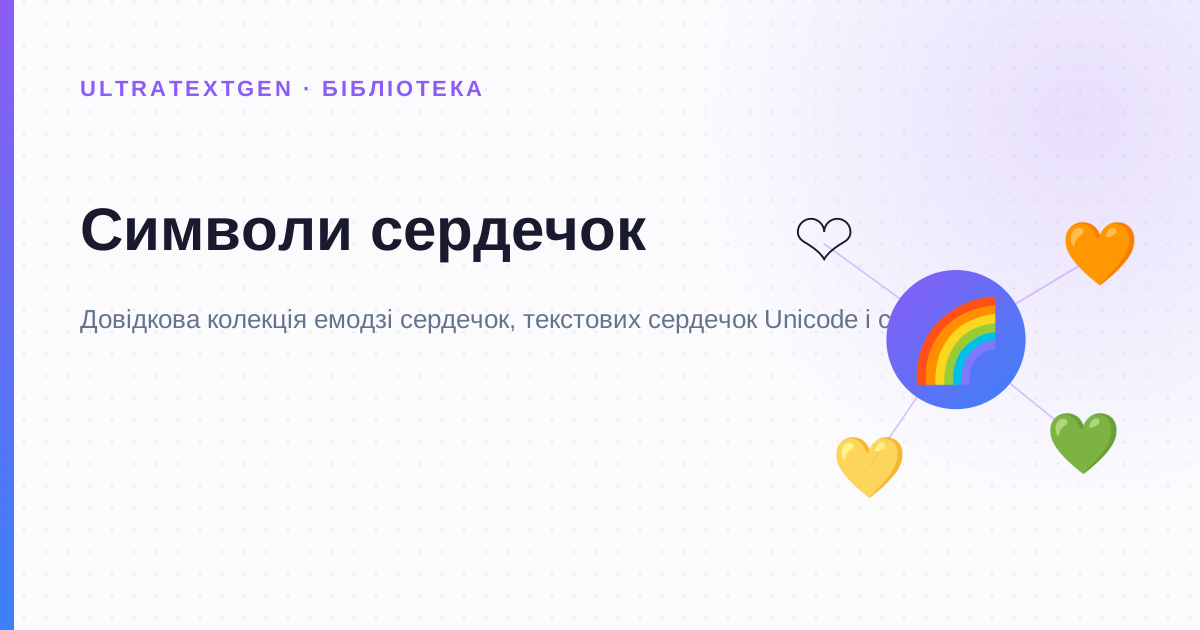 ULTRATEXTGEN · БІБЛІОТЕКА
Символи сердечок
Довідкова колекція емодзі сердечок, текстових сердечок Unicode і